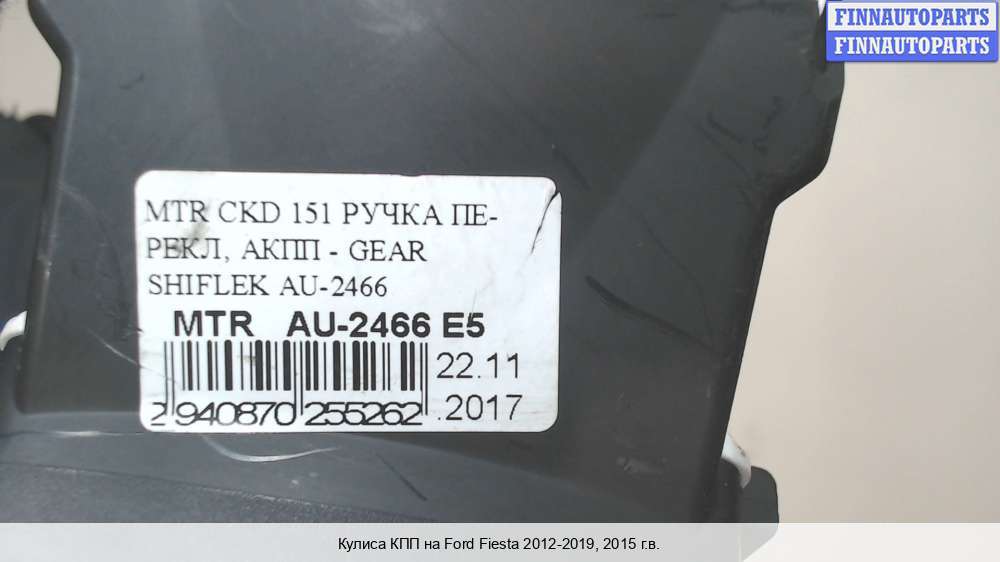 FINNAUTOPARTS
FINNAUTOPARTS
MTR CKD 151 РУЧКА ПЕ-
РЕКЛ, АКПП - GEAR
SHIFLEK AU-2466
MTR AU-2466 E5
22.11
2 940870 255262 .2017
Кулиса КПП на Ford Fiesta 2012-2019, 2015 г.в.